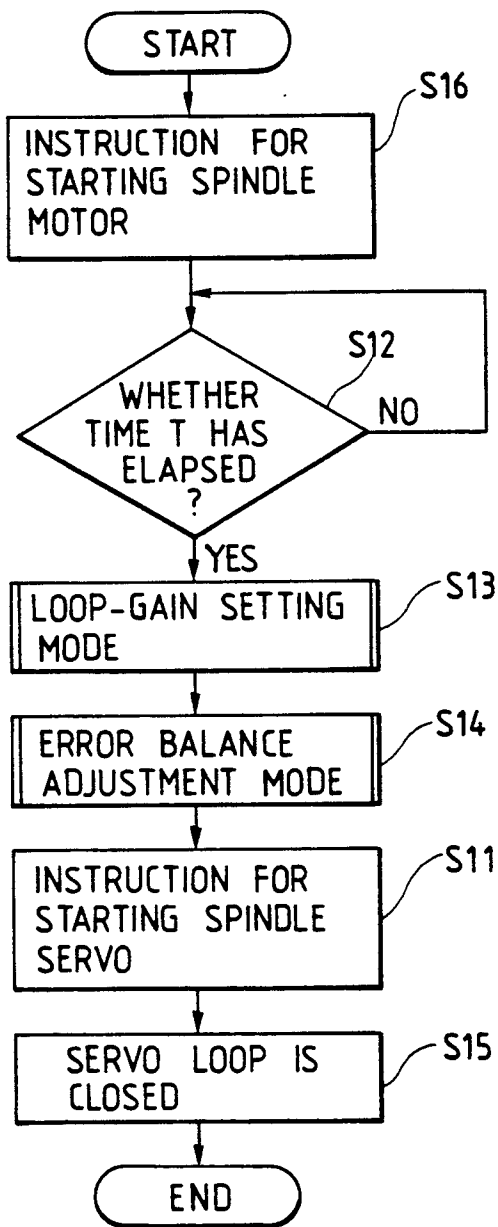 START
S16
INSTRUCTION FOR
STARTING SPINDLE
MOTOR
S12
WHETHER
TIME T HAS
ELAPSED
?
NO
YES
S13
LOOP-GAIN SETTING
MODE
S14
ERROR BALANCE
ADJUSTMENT MODE
S11
INSTRUCTION FOR
STARTING SPINDLE
SERVO
S15
SERVO LOOP IS
CLOSED
END